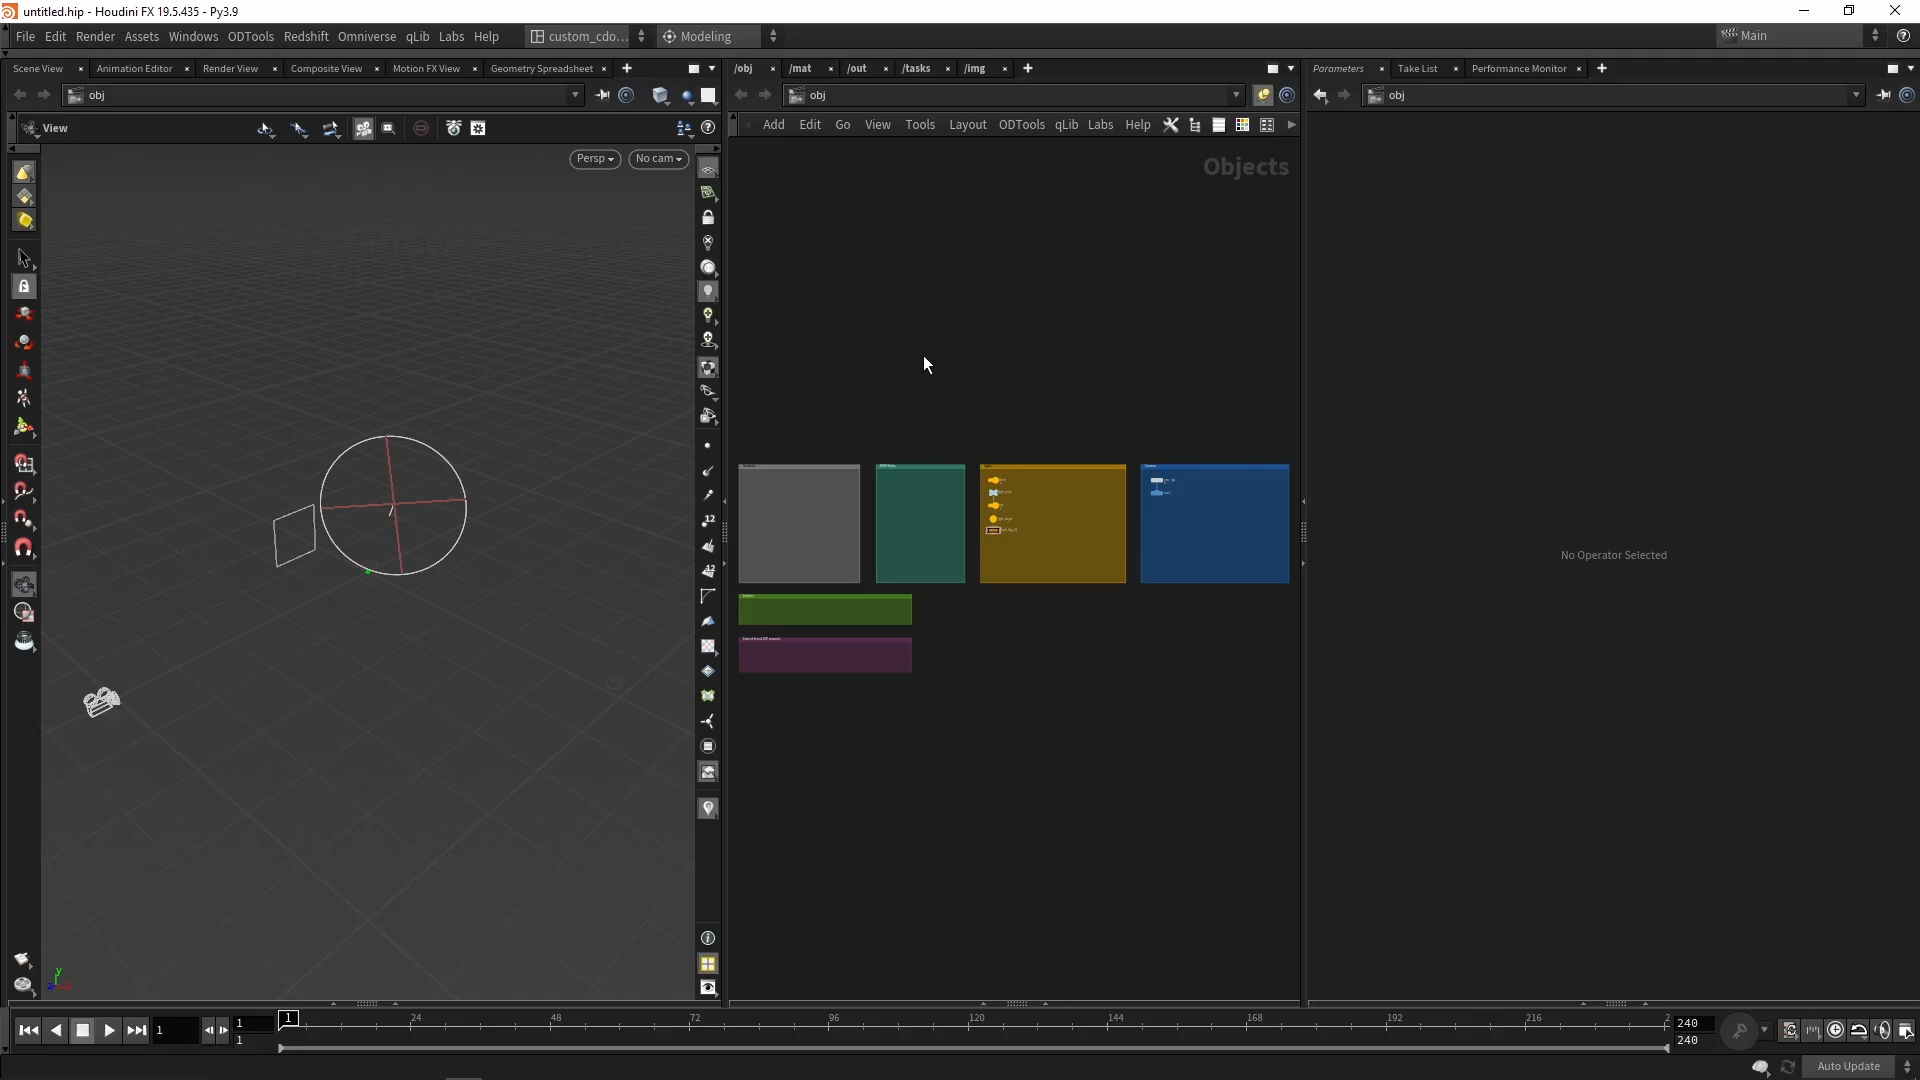 untitled.hip - Houdini FX 19.5.435 - Py3.9
File Edit Render Assets Windows ODTools Redshift Omniverse qLib Labs Help custom_cdo... Modeling Main
Scene View Animation Editor Render View Composite View Motion FX View Geometry Spreadsheet
/obj /mat /out /tasks /img
Parameters Take List Performance Monitor
obj
obj
obj
View
Add Edit Go View Tools Layout ODTools qLib Labs Help
Persp No cam
Objects
12
12
No Operator Selected
y
1 1 1 24 48 72 96 120 144 168 192 216 2 240
1 240
Auto Update